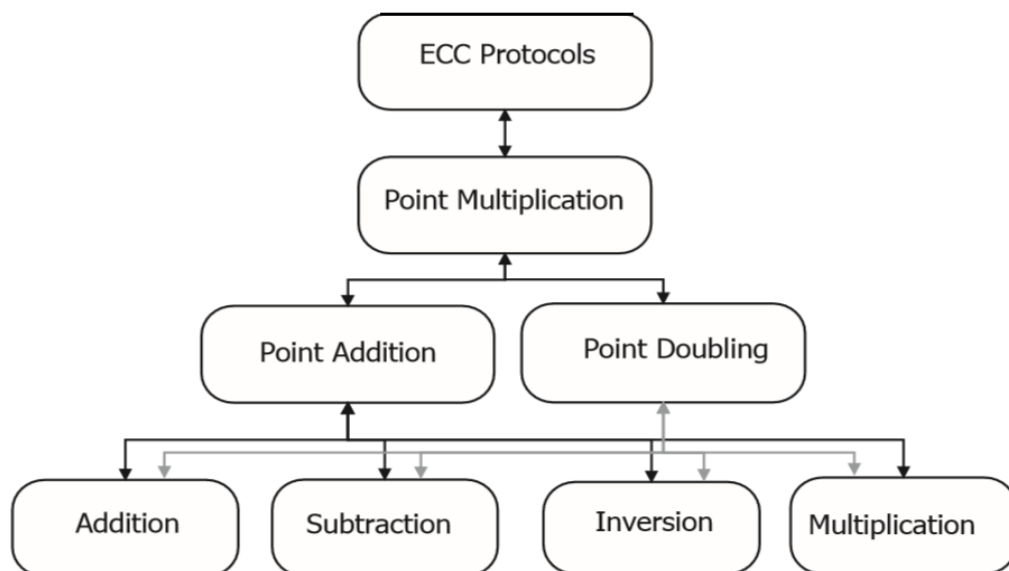 ECC Protocols
Point Multiplication
Point Addition
Point Doubling
Addition
Subtraction
Inversion
Multiplication